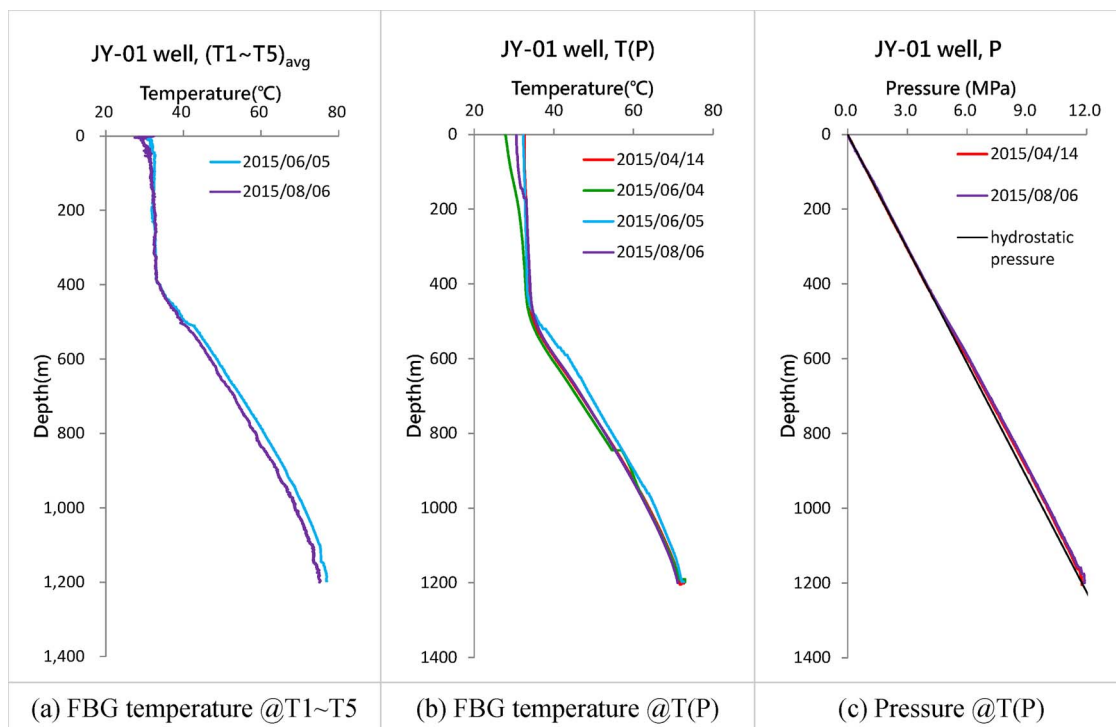 JY-01 well, (T1~T5)avg
Temperature(℃)
20 40 60 80
0
200
400
600
800
1,000
1,200
1,400
Depth(m)
2015/06/05
2015/08/06
(a) FBG temperature @T1~T5
JY-01 well, T(P)
Temperature(℃)
20 40 60 80
0
200
400
600
800
1000
1200
1400
Depth(m)
2015/04/14
2015/06/04
2015/06/05
2015/08/06
(b) FBG temperature @T(P)
JY-01 well, P
Pressure (MPa)
0.0 3.0 6.0 9.0 12.0
0
200
400
600
800
1000
1200
1400
Depth(m)
2015/04/14
2015/08/06
hydrostatic
pressure
(c) Pressure @T(P)